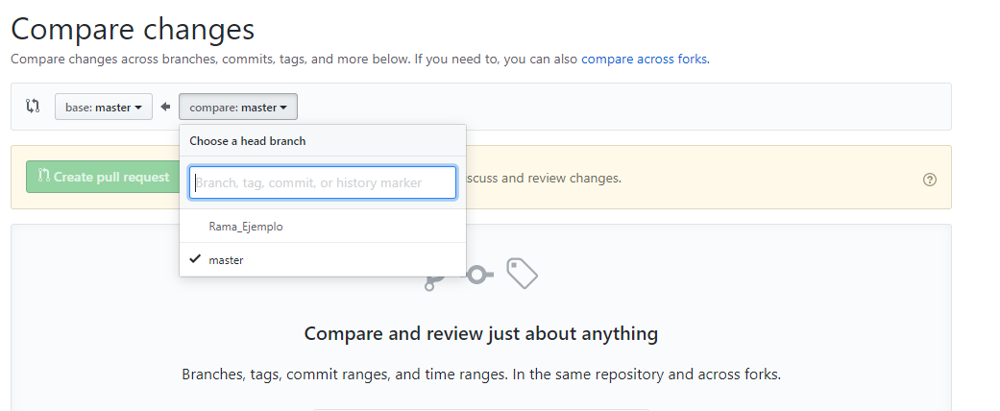 Compare changes
Compare changes across branches, commits, tags, and more below. If you need to, you can also compare across forks.
base: master compare: master
Choose a head branch
Branch, tag, commit, or history marker
Create pull request and review changes.
Rama_Ejemplo
master
Compare and review just about anything
Branches, tags, commit ranges, and time ranges. In the same repository and across forks.